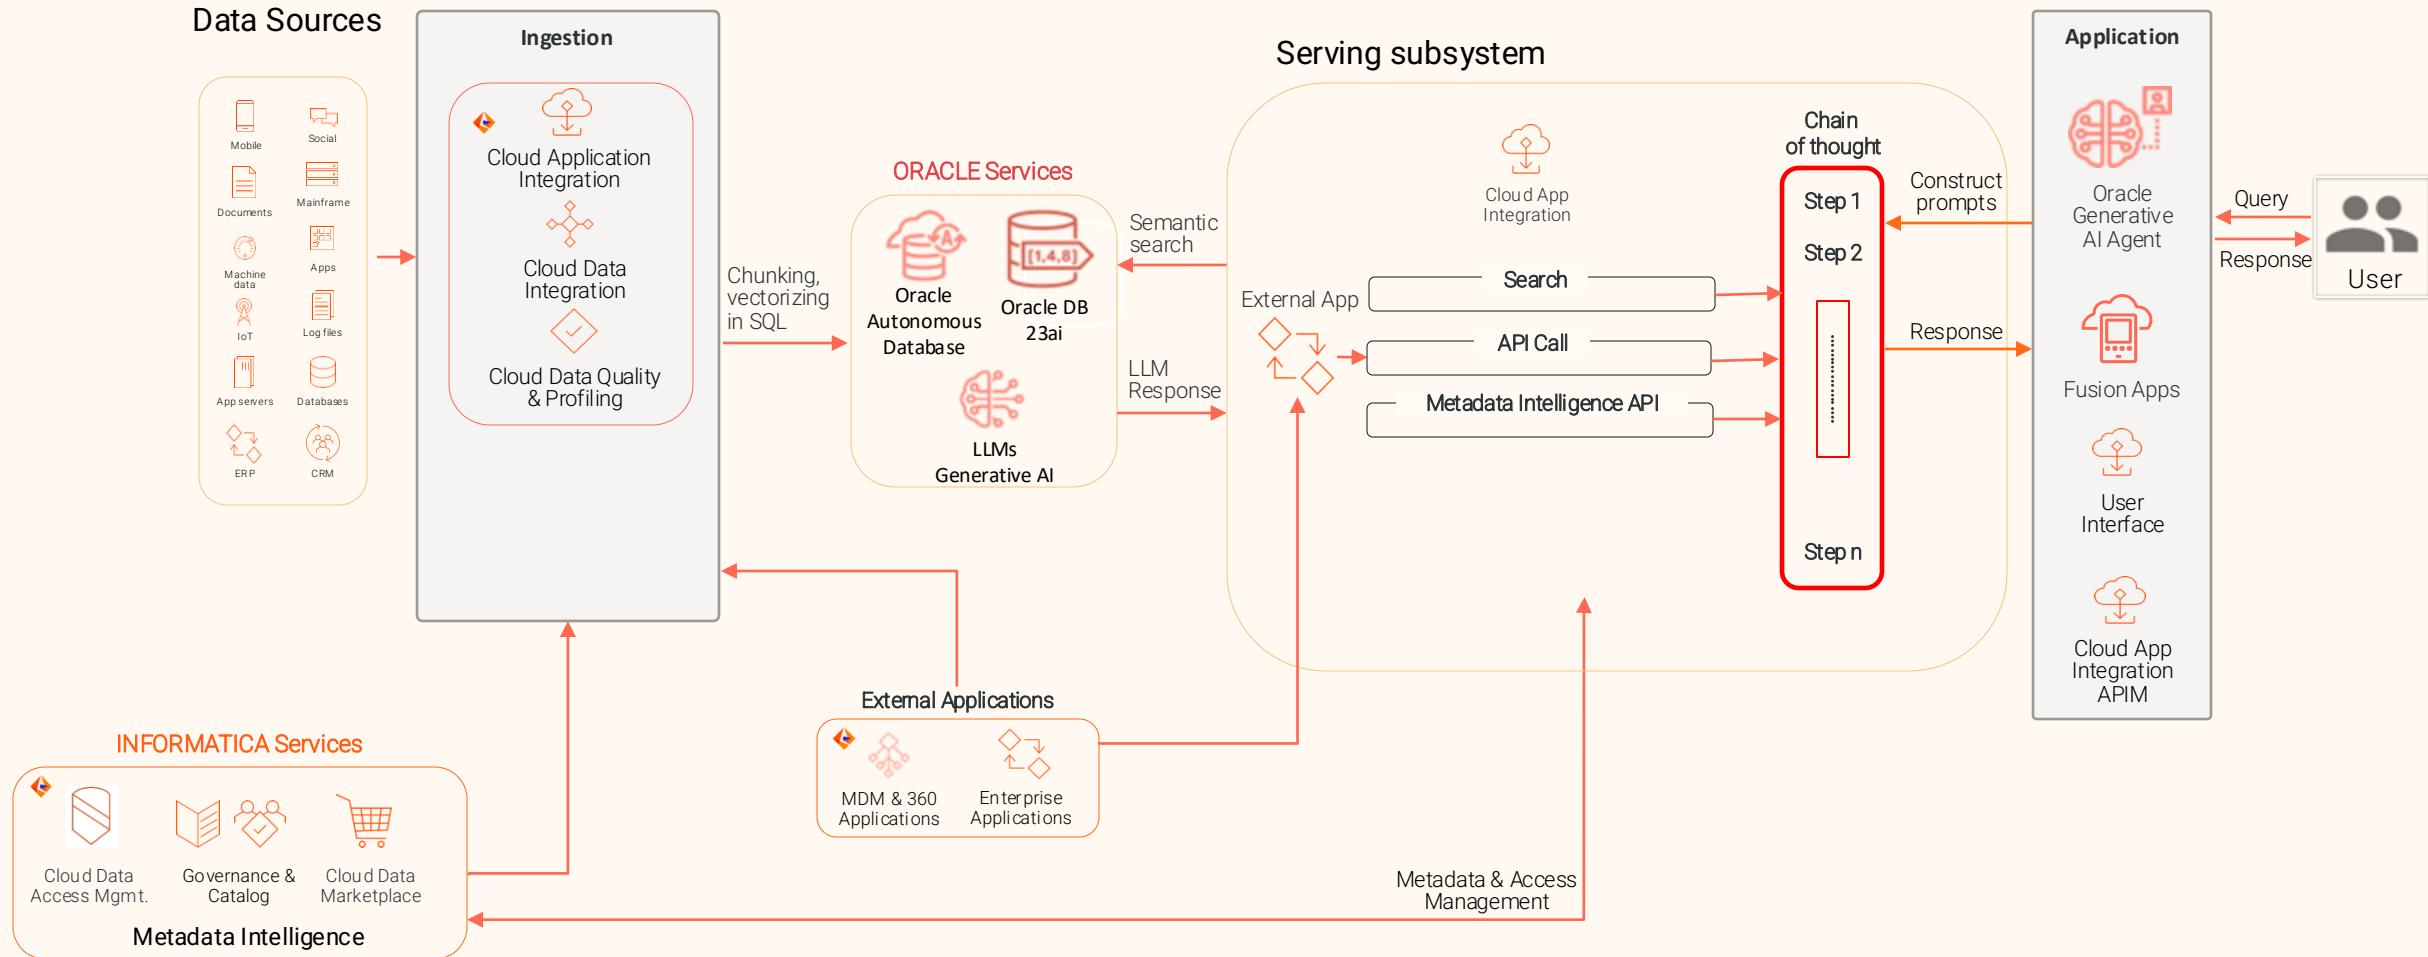 Data Sources
Mobile
Social
Documents
Mainframe
Machine
data
Apps
IoT
Log files
App servers
Databases
ERP
CRM
Ingestion
Cloud Application
Integration
Cloud Data
Integration
Cloud Data Quality
& Profiling
Chunking,
vectorizing
in SQL
ORACLE Services
A
[1,4,8]
Oracle
Autonomous
Database
Oracle DB
23ai
LLMs
Generative AI
Semantic
search
LLM
Response
Serving subsystem
Cloud App
Integration
External App
Search
API Call
Metadata Intelligence API
Chain
of thought
Step 1
Step 2
Step n
Construct
prompts
Response
Application
Oracle
Generative
AI Agent
Fusion Apps
User
Interface
Cloud App
Integration
APIM
Query
Response
User
External Applications
MDM & 360
Applications
Enterprise
Applications
INFORMATICA Services
Cloud Data
Access Mgmt.
Governance &
Catalog
Cloud Data
Marketplace
Metadata Intelligence
Metadata & Access
Management